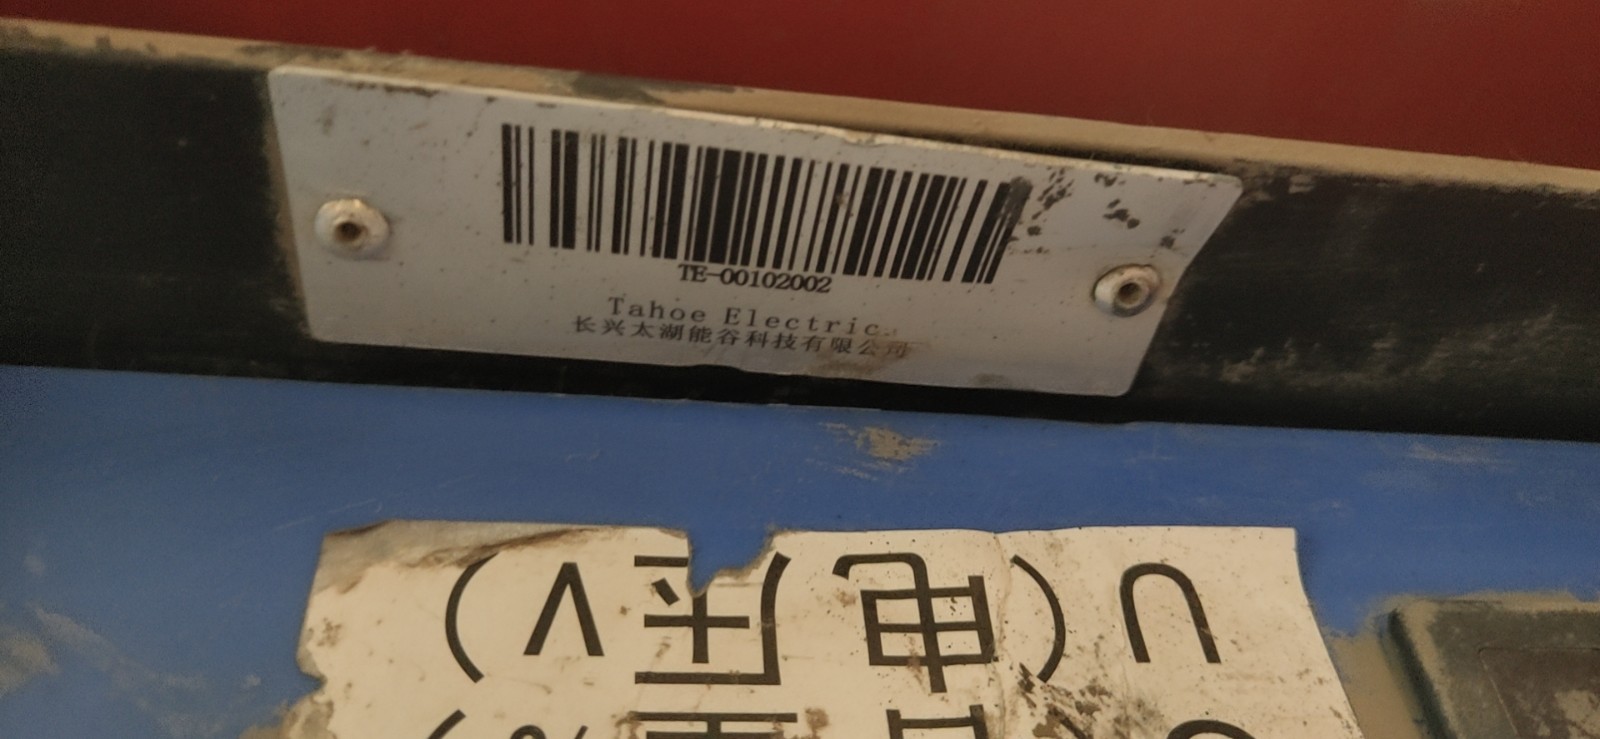 TE-00102002
Tahoe Electric
长兴太湖能谷科技有限公司
U(电压V)